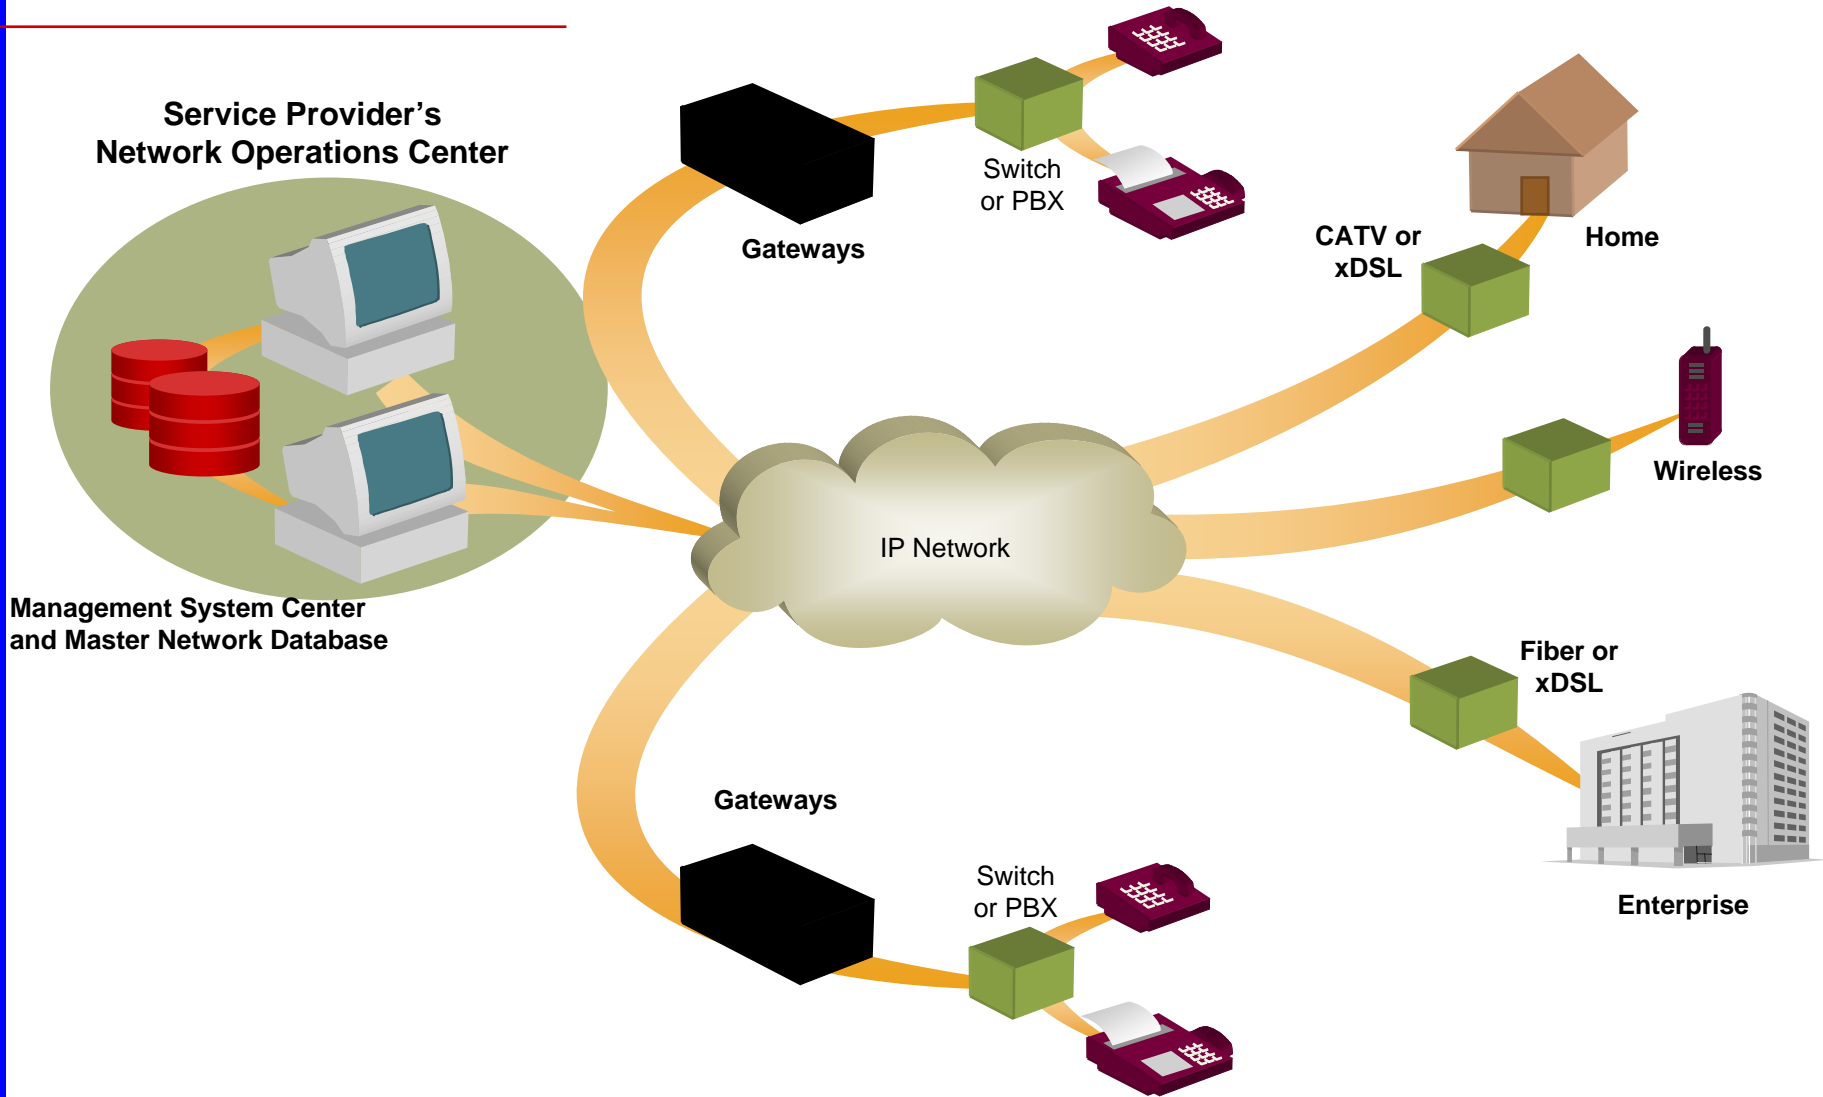 Service Provider’s
Network Operations Center
Management System Center
and Master Network Database
Gateways
Switch
or PBX
CATV or
xDSL
Home
Wireless
IP Network
Fiber or
xDSL
Enterprise
Gateways
Switch
or PBX